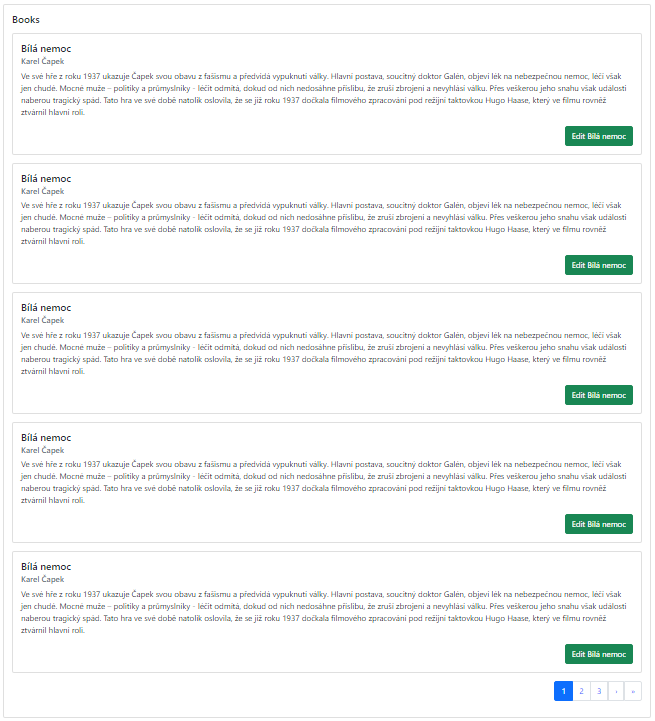 Books
Bílá nemoc
Karel Čapek
Ve své hře z roku 1937 ukazuje Čapek svou obavu z fašismu a předvídá vypuknutí války. Hlavní postava, soucitný doktor Galén, objeví lék na nebezpečnou nemoc, léčí však
jen chudé. Mocné muže – politiky a průmyslníky - léčit odmítá, dokud od nich nedosáhne příslibu, že zruší zbrojení a nevyhlásí válku. Přes veškerou jeho snahu však události
naberou tragický spád. Tato hra ve své době natolik oslovila, že se již roku 1937 dočkala filmového zpracování pod režijní taktovkou Hugo Haase, který ve filmu rovněž
ztvárnil hlavní roli.
Edit Bílá nemoc
Bílá nemoc
Karel Čapek
Ve své hře z roku 1937 ukazuje Čapek svou obavu z fašismu a předvídá vypuknutí války. Hlavní postava, soucitný doktor Galén, objeví lék na nebezpečnou nemoc, léčí však
jen chudé. Mocné muže – politiky a průmyslníky - léčit odmítá, dokud od nich nedosáhne příslibu, že zruší zbrojení a nevyhlásí válku. Přes veškerou jeho snahu však události
naberou tragický spád. Tato hra ve své době natolik oslovila, že se již roku 1937 dočkala filmového zpracování pod režijní taktovkou Hugo Haase, který ve filmu rovněž
ztvárnil hlavní roli.
Edit Bílá nemoc
Bílá nemoc
Karel Čapek
Ve své hře z roku 1937 ukazuje Čapek svou obavu z fašismu a předvídá vypuknutí války. Hlavní postava, soucitný doktor Galén, objeví lék na nebezpečnou nemoc, léčí však
jen chudé. Mocné muže – politiky a průmyslníky - léčit odmítá, dokud od nich nedosáhne příslibu, že zruší zbrojení a nevyhlásí válku. Přes veškerou jeho snahu však události
naberou tragický spád. Tato hra ve své době natolik oslovila, že se již roku 1937 dočkala filmového zpracování pod režijní taktovkou Hugo Haase, který ve filmu rovněž
ztvárnil hlavní roli.
Edit Bílá nemoc
Bílá nemoc
Karel Čapek
Ve své hře z roku 1937 ukazuje Čapek svou obavu z fašismu a předvídá vypuknutí války. Hlavní postava, soucitný doktor Galén, objeví lék na nebezpečnou nemoc, léčí však
jen chudé. Mocné muže – politiky a průmyslníky - léčit odmítá, dokud od nich nedosáhne příslibu, že zruší zbrojení a nevyhlásí válku. Přes veškerou jeho snahu však události
naberou tragický spád. Tato hra ve své době natolik oslovila, že se již roku 1937 dočkala filmového zpracování pod režijní taktovkou Hugo Haase, který ve filmu rovněž
ztvárnil hlavní roli.
Edit Bílá nemoc
Bílá nemoc
Karel Čapek
Ve své hře z roku 1937 ukazuje Čapek svou obavu z fašismu a předvídá vypuknutí války. Hlavní postava, soucitný doktor Galén, objeví lék na nebezpečnou nemoc, léčí však
jen chudé. Mocné muže – politiky a průmyslníky - léčit odmítá, dokud od nich nedosáhne příslibu, že zruší zbrojení a nevyhlásí válku. Přes veškerou jeho snahu však události
naberou tragický spád. Tato hra ve své době natolik oslovila, že se již roku 1937 dočkala filmového zpracování pod režijní taktovkou Hugo Haase, který ve filmu rovněž
ztvárnil hlavní roli.
Edit Bílá nemoc
1 2 3 › »